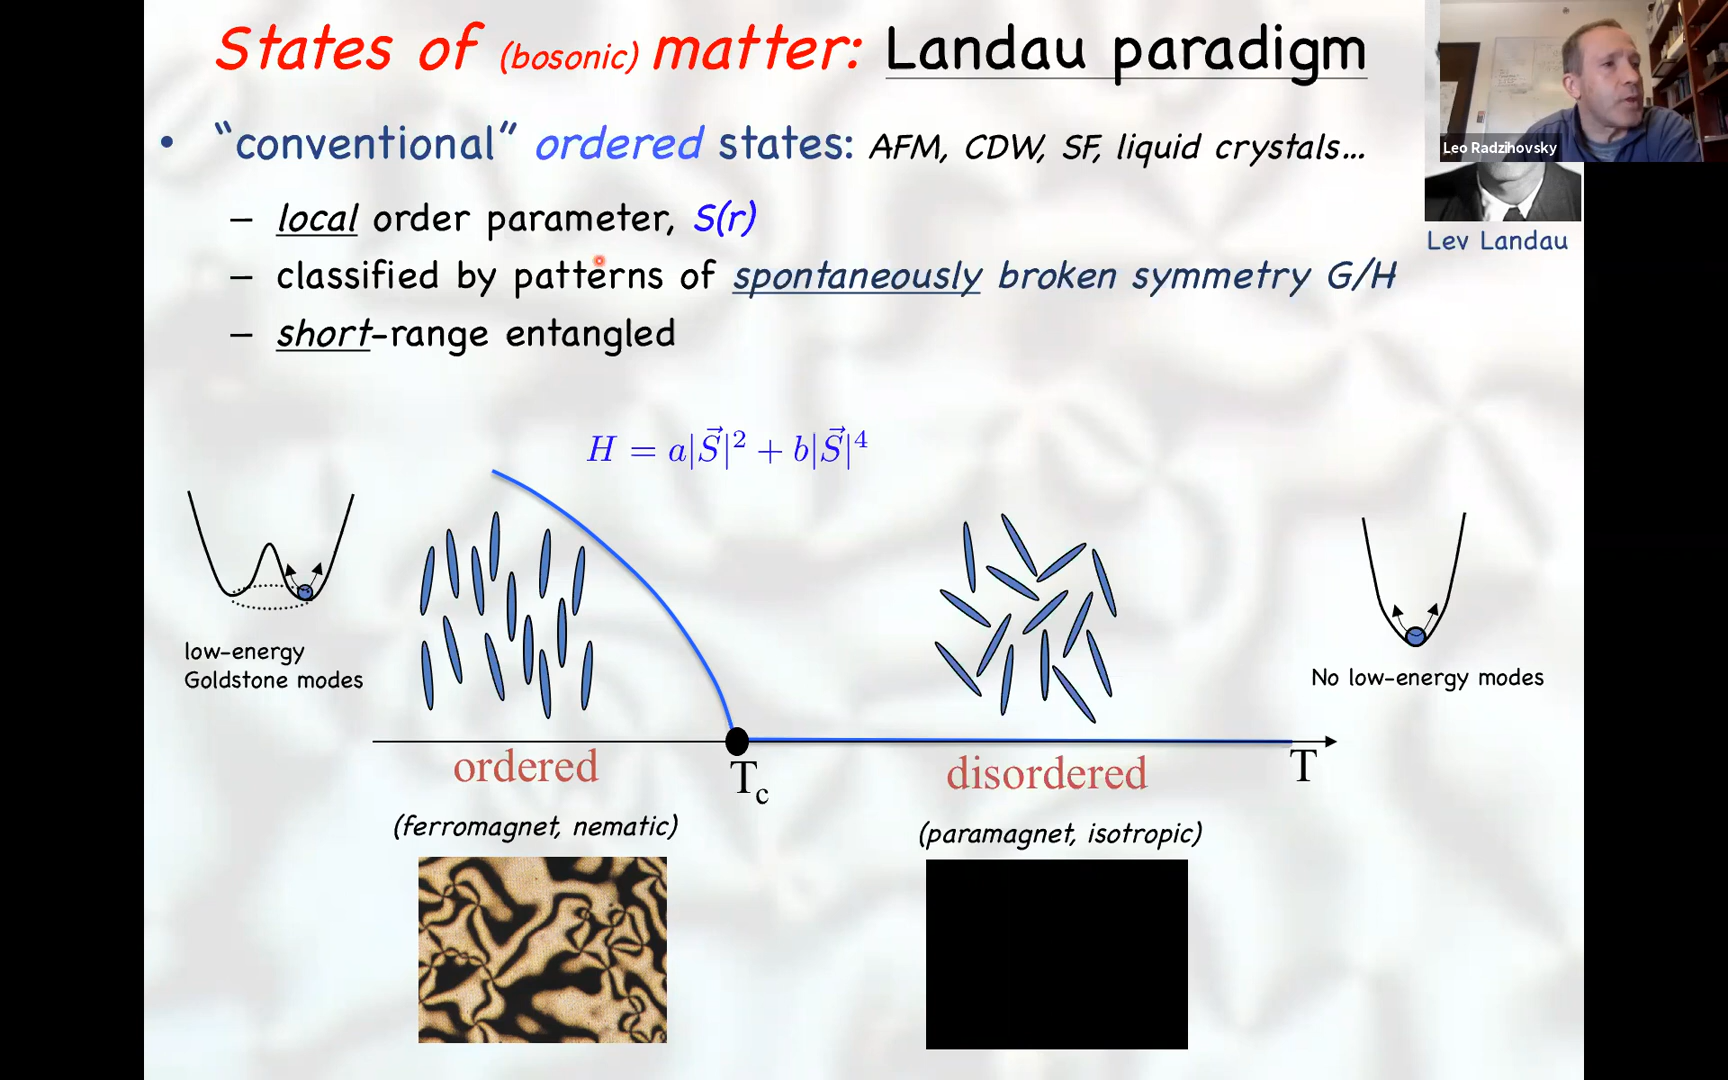 States of (bosonic) matter: Landau paradigm
Leo Radzihovsky
• “conventional” ordered states: AFM, CDW, SF, liquid crystals...
Lev Landau
– local order parameter, S(r)
– classified by patterns of spontaneously broken symmetry G/H
– short-range entangled
H = a|S⃗|² + b|S⃗|⁴
low-energy
Goldstone modes
No low-energy modes
ordered
T_c
disordered
T
(ferromagnet, nematic)
(paramagnet, isotropic)